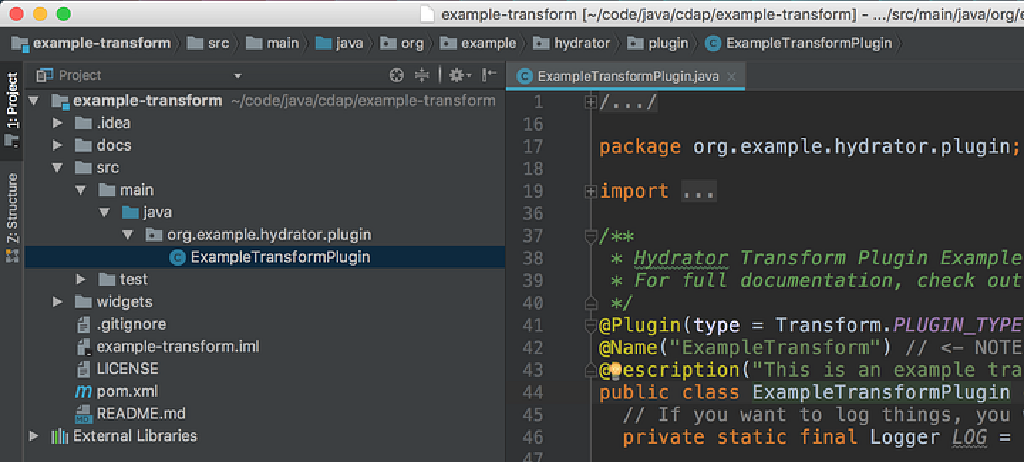 example-transform [~/code/java/cdap/example-transform] – .../src/main/java/org/e
example-transform src main java org example hydrator plugin ExampleTransformPlugin
1: Project
Z: Structure
Project
example-transform ~/code/java/cdap/example-transform
.idea
docs
src
main
java
org.example.hydrator.plugin
ExampleTransformPlugin
test
widgets
.gitignore
example-transform.iml
LICENSE
pom.xml
README.md
External Libraries
ExampleTransformPlugin.java
1 /.../
16
17 package org.example.hydrator.plugin;
18
19 import ...
36
37 /**
38 * Hydrator Transform Plugin Example
39 * For full documentation, check out
40 */
41 @Plugin(type = Transform.PLUGIN_TYPE
42 @Name("ExampleTransform") // <- NOTE
43 @Description("This is an example tra
44 public class ExampleTransformPlugin
45 // If you want to log things, you
46 private static final Logger LOG =
47